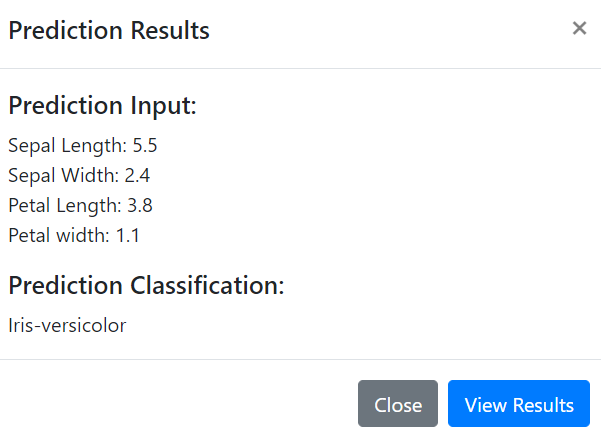 Prediction Results
×
Prediction Input:
Sepal Length: 5.5
Sepal Width: 2.4
Petal Length: 3.8
Petal width: 1.1
Prediction Classification:
Iris-versicolor
Close
View Results